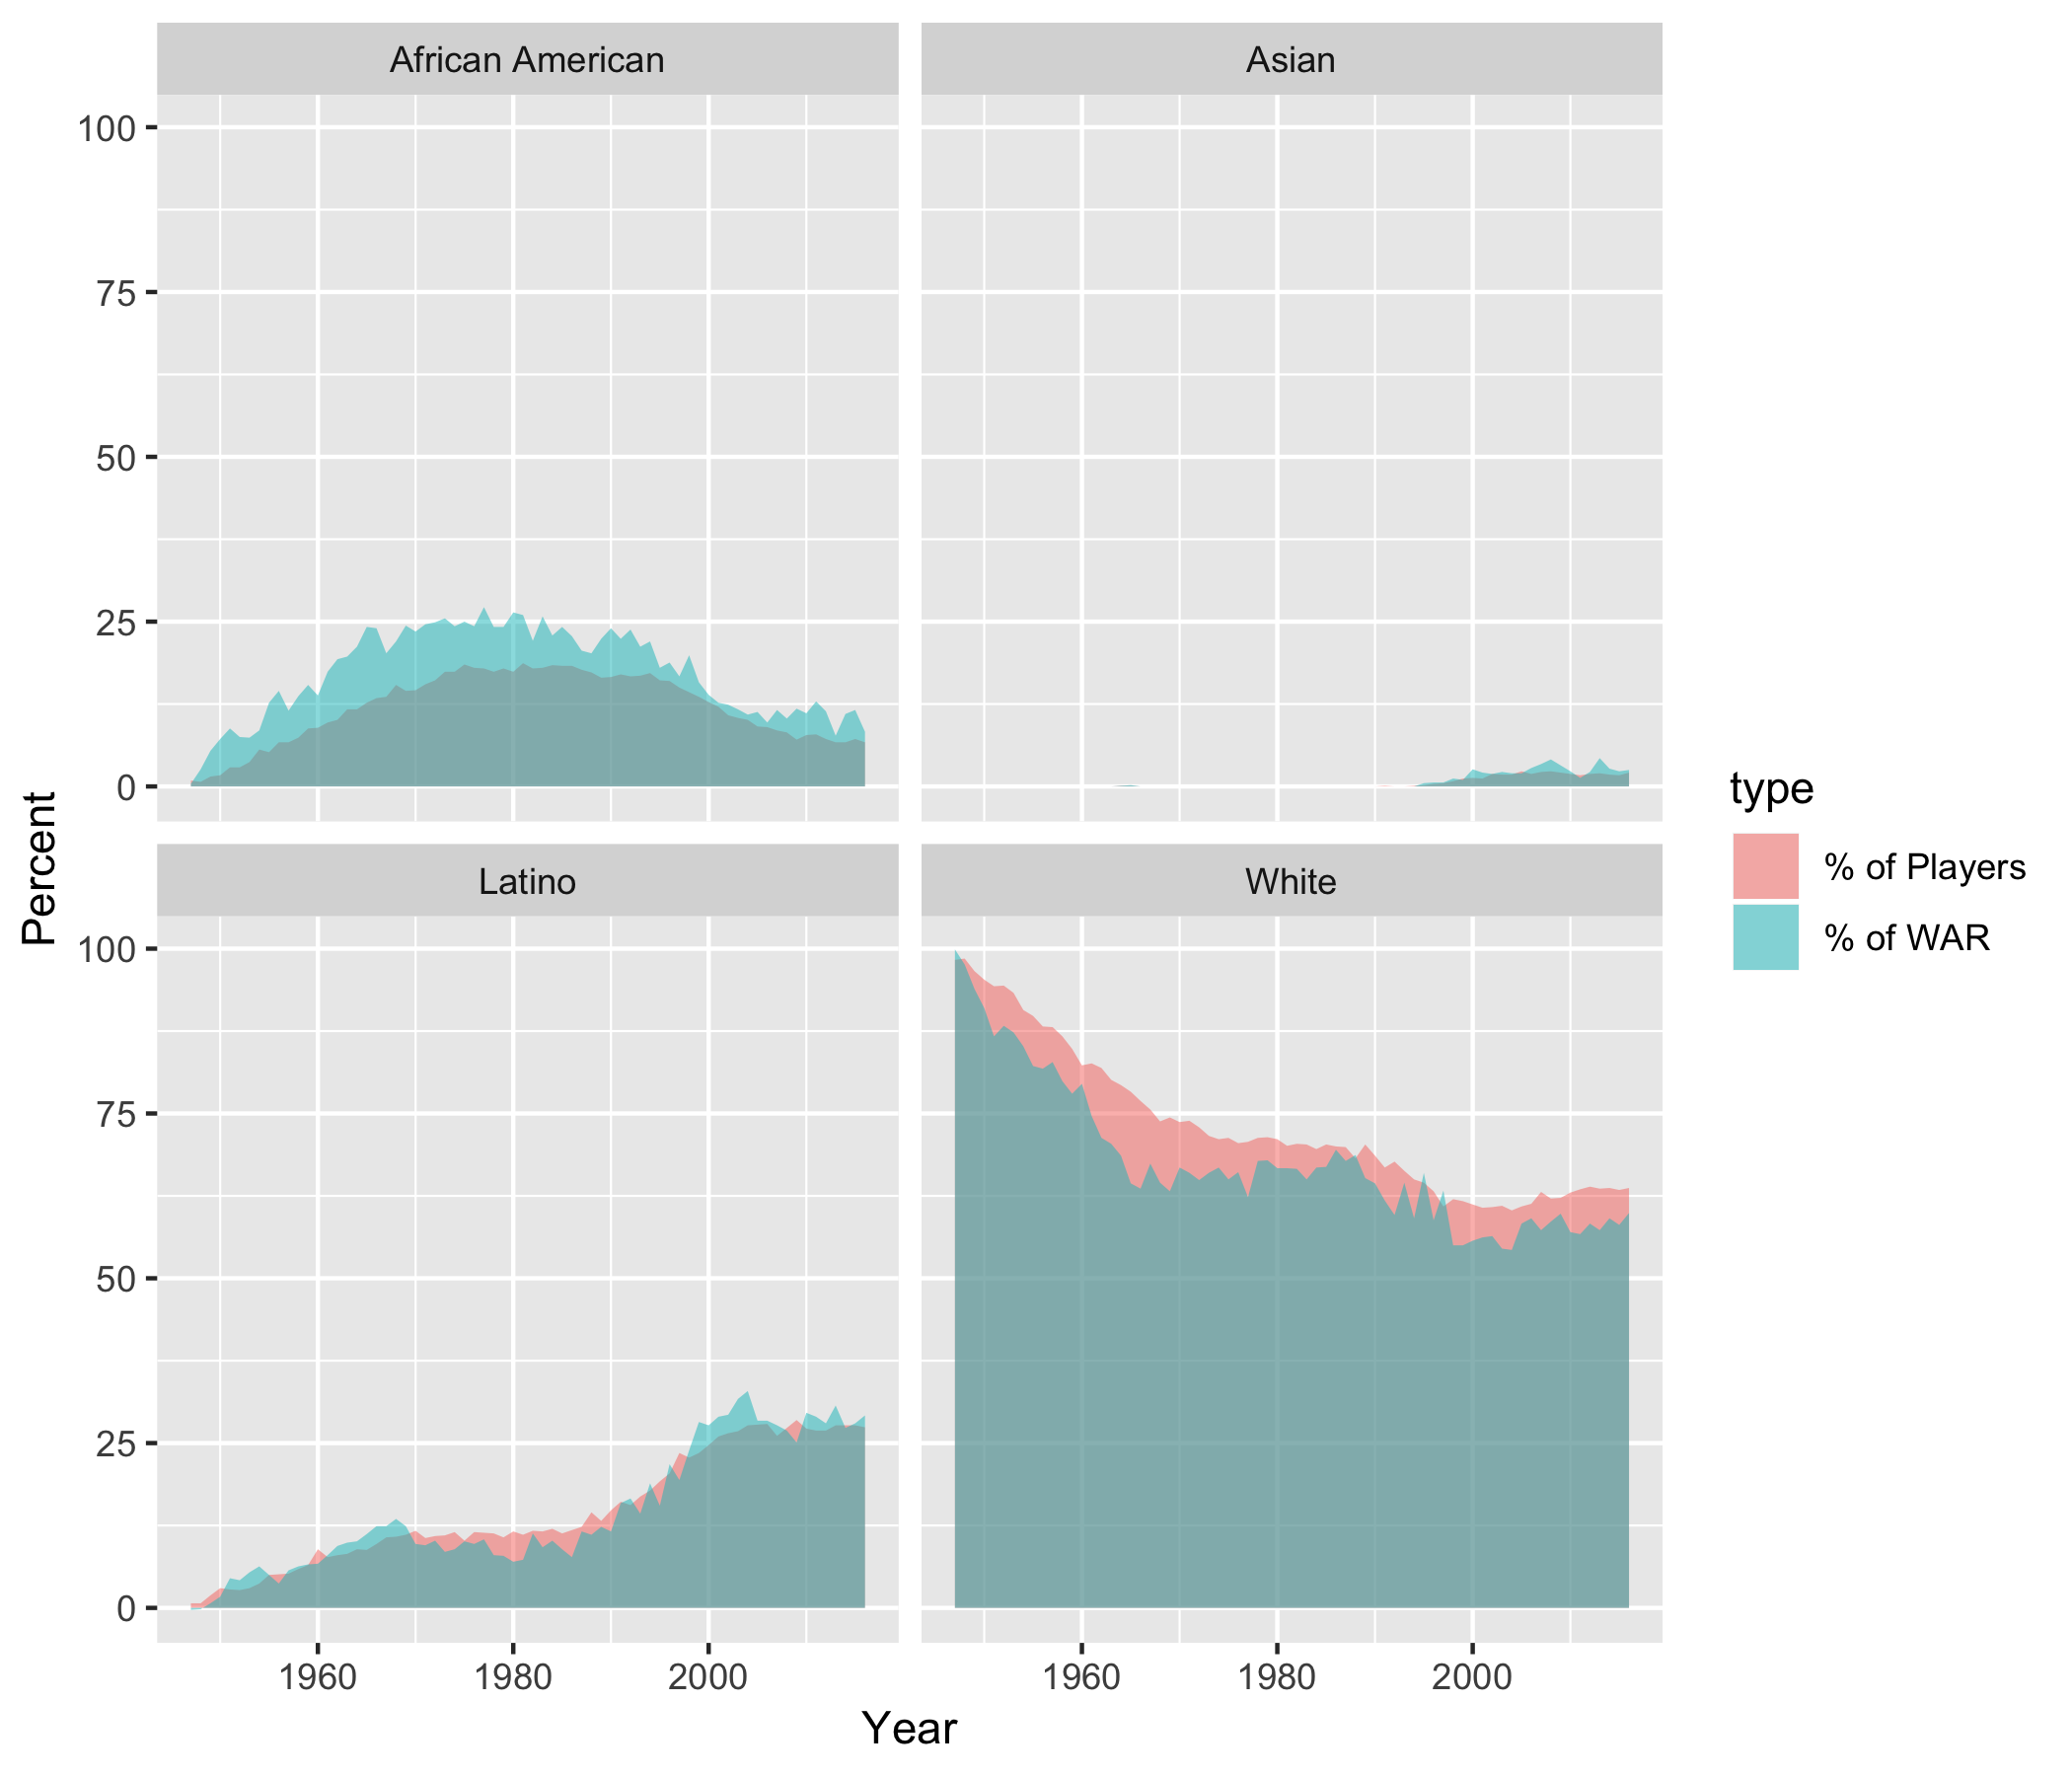 African American
Asian
100
75
50
25
0
Latino
White
100
75
50
25
0
1960
1980
2000
1960
1980
2000
Percent
Year
type
% of Players
% of WAR